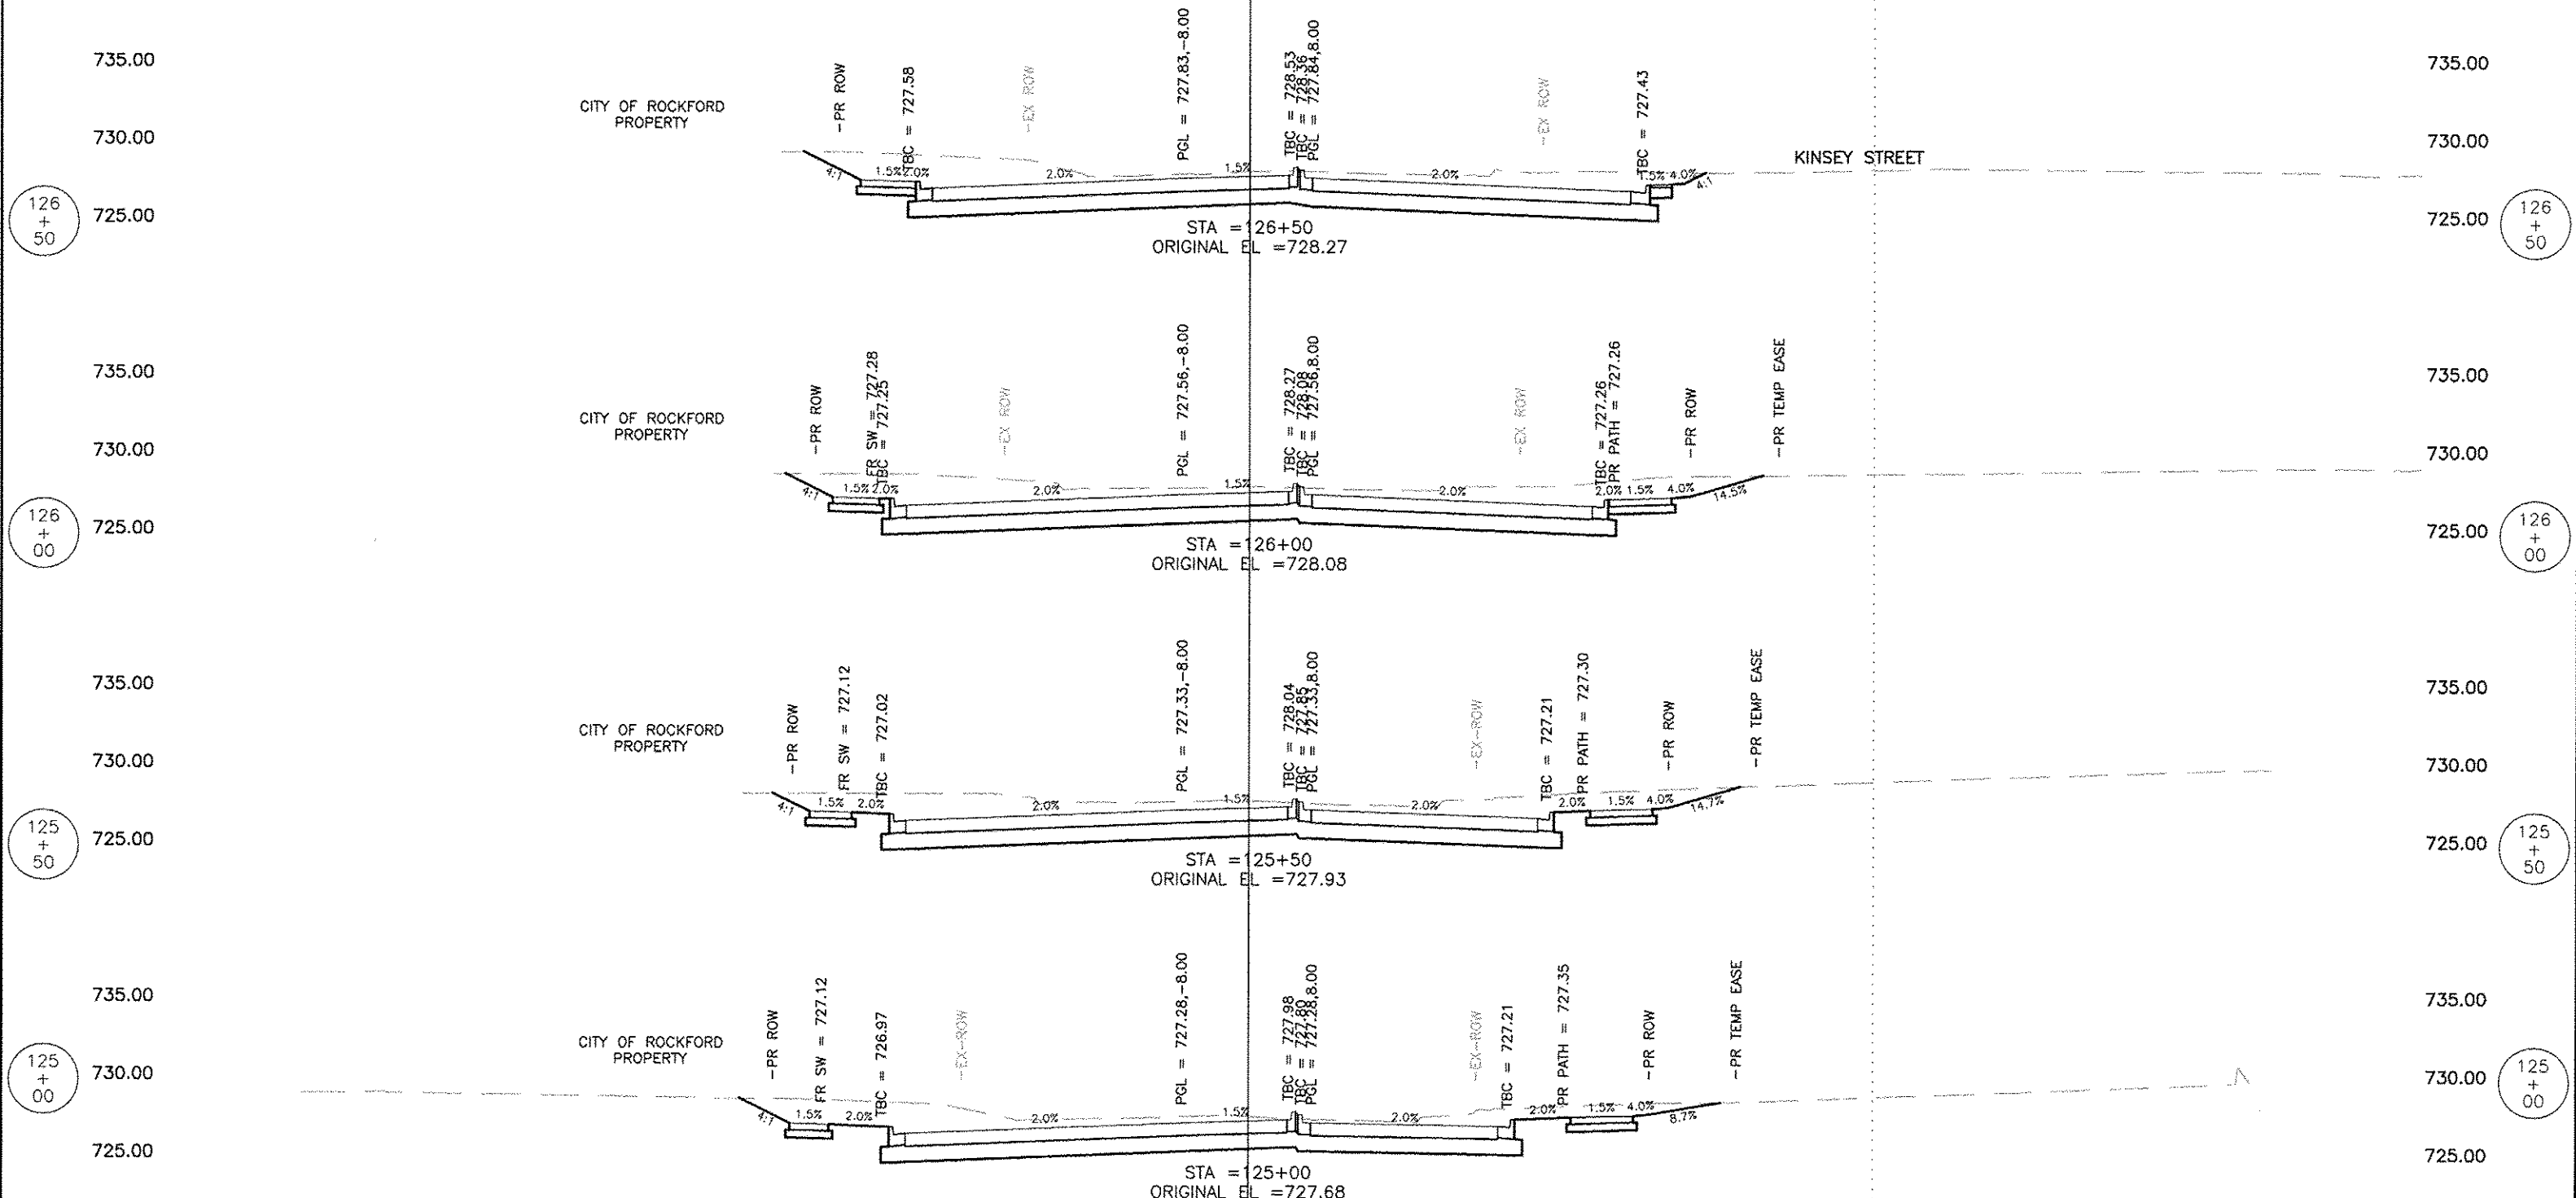 735.00
730.00
725.00
126
+
50
CITY OF ROCKFORD
PROPERTY
-PR ROW
TBC = 727.58
-EX ROW
PGL = 727.83,-8.00
TBC = 728.53
TBC = 728.36
PGL = 727.84,8.00
-EX ROW
TBC = 727.43
KINSEY STREET
4:1
1.5%
2.0%
2.0%
1.5%
2.0%
1.5%
4.0%
4:1
STA =126+50
ORIGINAL EL =728.27
735.00
730.00
725.00
126
+
50
735.00
730.00
725.00
126
+
00
CITY OF ROCKFORD
PROPERTY
-PR ROW
FR SW = 727.28
TBC = 727.25
-EX ROW
PGL = 727.56,-8.00
TBC = 728.27
TBC = 728.08
PGL = 727.56,8.00
-EX ROW
TBC = 727.26
PR PATH = 727.26
-PR ROW
-PR TEMP EASE
4:1
1.5%
2.0%
2.0%
1.5%
2.0%
2.0%
1.5%
4.0%
14.5%
STA =126+00
ORIGINAL EL =728.08
735.00
730.00
725.00
126
+
00
735.00
730.00
725.00
125
+
50
CITY OF ROCKFORD
PROPERTY
-PR ROW
FR SW = 727.12
TBC = 727.02
PGL = 727.33,-8.00
TBC = 728.04
TBC = 727.85
PGL = 727.33,8.00
-EX-ROW
TBC = 727.21
PR PATH = 727.30
-PR ROW
-PR TEMP EASE
4:1
1.5%
2.0%
2.0%
1.5%
2.0%
2.0%
1.5%
4.0%
14.7%
STA =125+50
ORIGINAL EL =727.93
735.00
730.00
725.00
125
+
50
735.00
730.00
725.00
125
+
00
CITY OF ROCKFORD
PROPERTY
-PR ROW
FR SW = 727.12
TBC = 726.97
-EX-ROW
PGL = 727.28,-8.00
TBC = 727.98
TBC = 727.80
PGL = 727.28,8.00
-EX-ROW
TBC = 727.21
PR PATH = 727.35
-PR ROW
-PR TEMP EASE
4:1
1.5%
2.0%
2.0%
1.5%
2.0%
2.0%
1.5%
4.0%
8.7%
STA =125+00
ORIGINAL EL =727.68
735.00
730.00
725.00
125
+
00